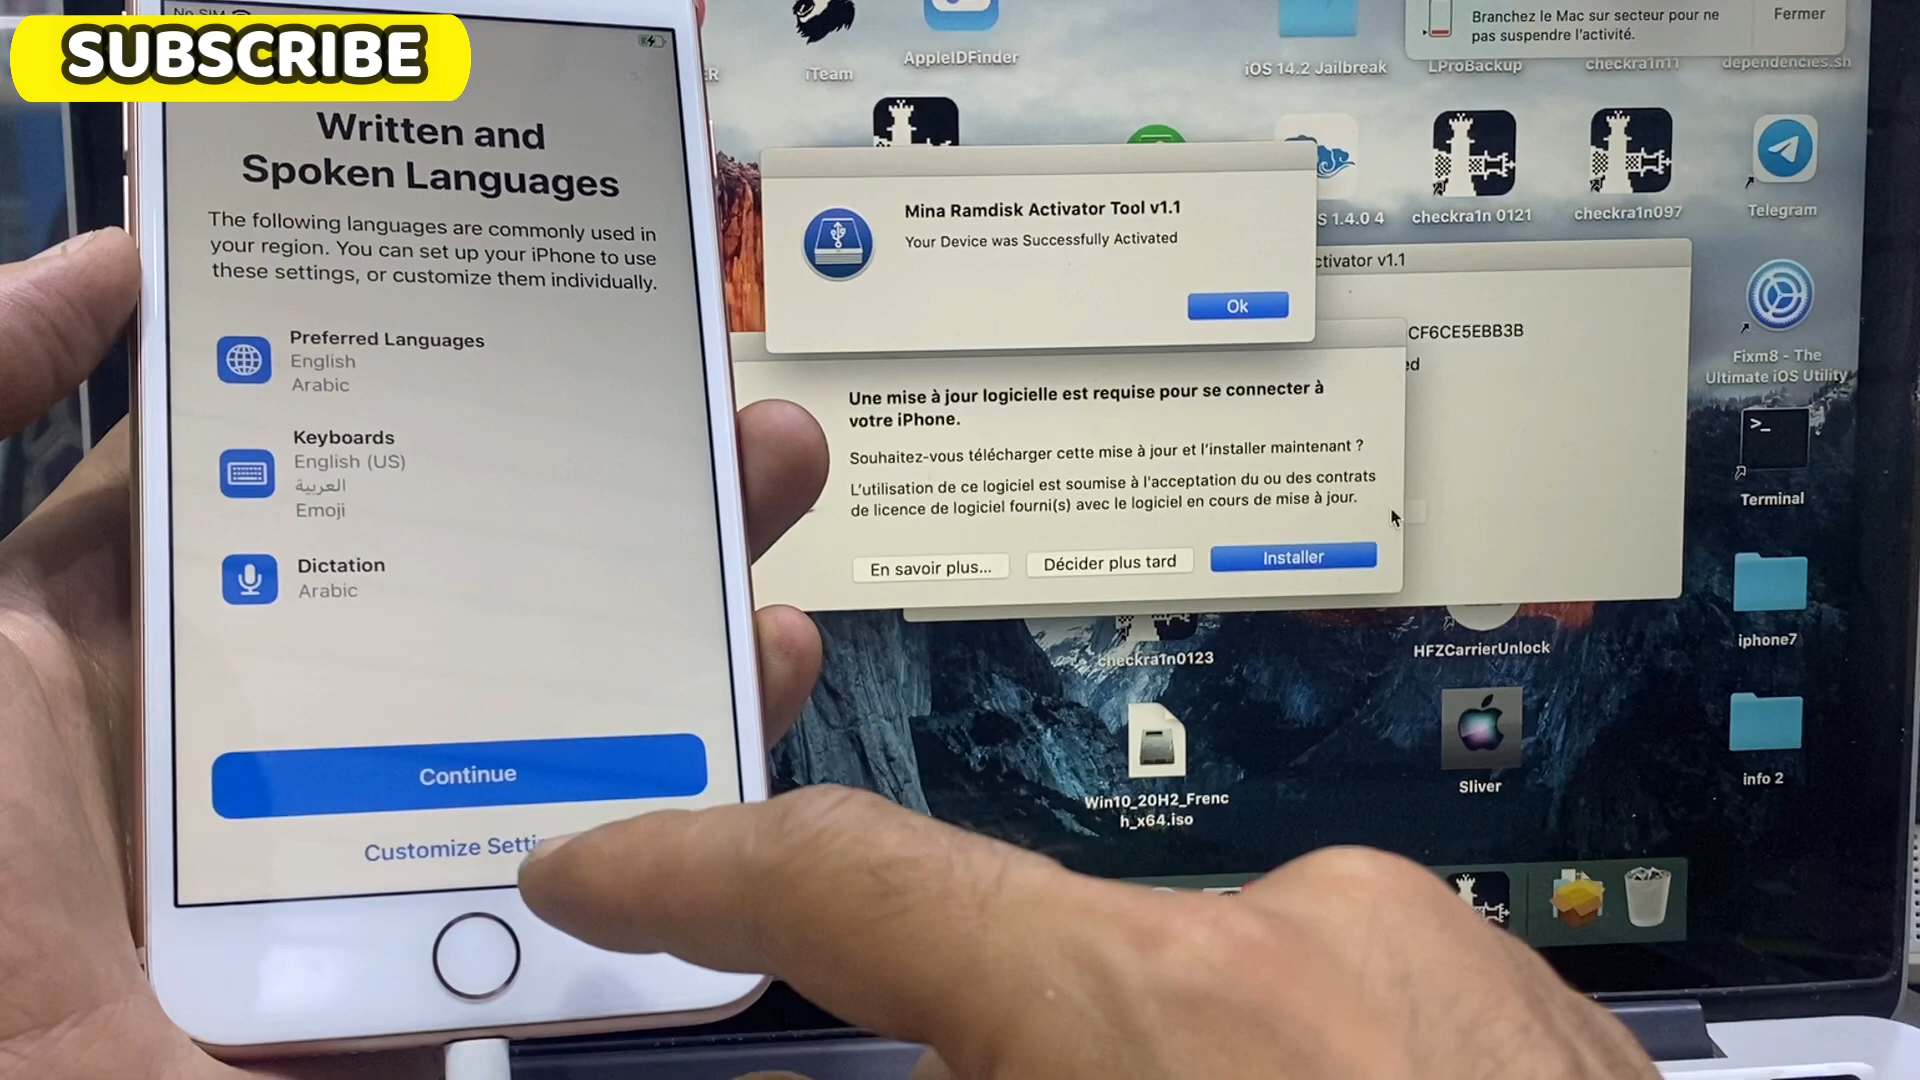 SUBSCRIBE
No SIM
Written and
Spoken Languages
The following languages are commonly used in
your region. You can set up your iPhone to use
these settings, or customize them individually.
Preferred Languages
English
Arabic
Keyboards
English (US)
العربية
Emoji
Dictation
Arabic
Continue
Customize
Branchez le Mac sur secteur pour ne
pas suspendre l'activité.
Fermer
iTeam
AppleIDFinder
iOS 14.2 Jailbreak
LProBackup
checkra1n11
dependencies.sh
S 1.4.0 4
checkra1n 0121
checkra1n097
Telegram
Mina Ramdisk Activator Tool v1.1
Your Device was Successfully Activated
Ok
ctivator v1.1
CF6CE5EBB3B
ed
Une mise à jour logicielle est requise pour se connecter à
votre iPhone.
Souhaitez-vous télécharger cette mise à jour et l'installer maintenant ?
L'utilisation de ce logiciel est soumise à l'acceptation du ou des contrats
de licence de logiciel fourni(s) avec le logiciel en cours de mise à jour.
En savoir plus...
Décider plus tard
Installer
Fixm8 - The
Ultimate iOS Utility
Terminal
checkra1n0123
HFZCarrierUnlock
iphone7
Win10_20H2_Frenc
h_x64.iso
Sliver
info 2